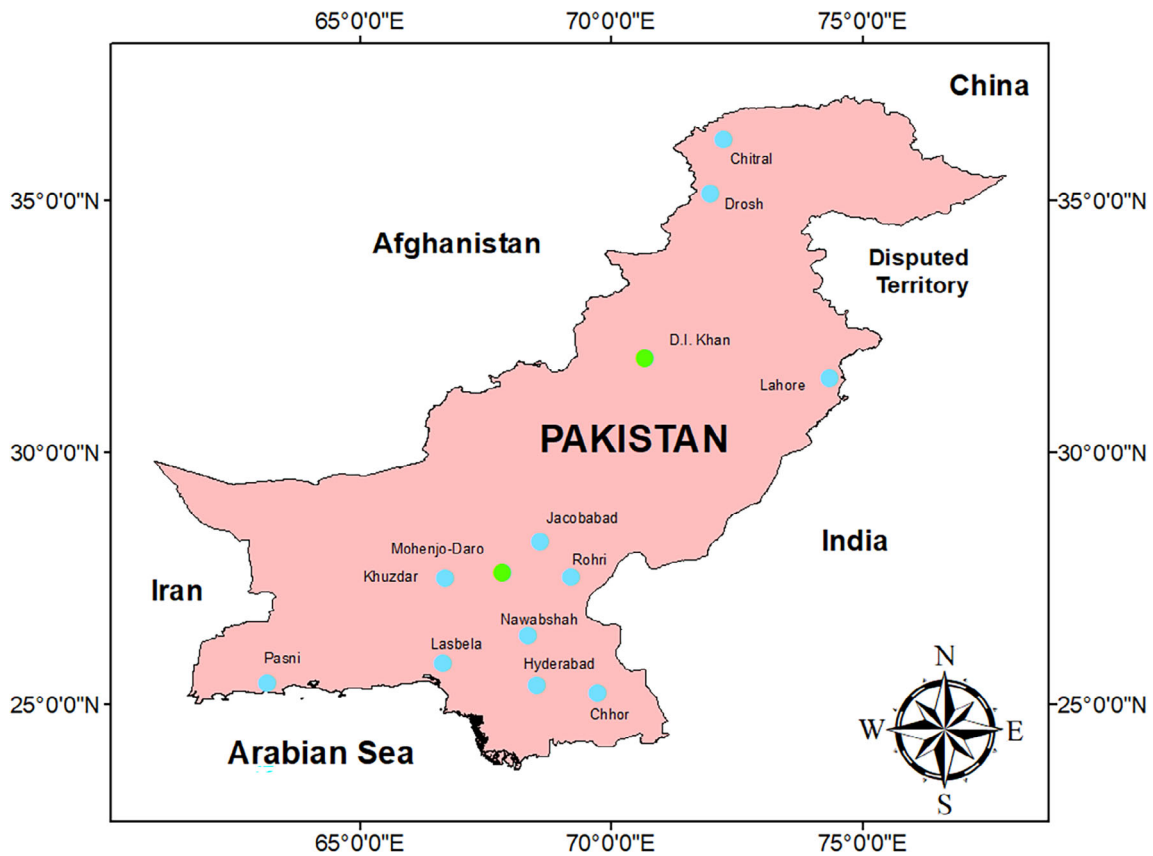 65°0'0"E
70°0'0"E
75°0'0"E
China
Chitral
35°0'0"N
Drosh
35°0'0"N
Afghanistan
Disputed
Territory
D.I. Khan
Lahore
30°0'0"N
PAKISTAN
30°0'0"N
Jacobabad
India
Mohenjo-Daro
Rohri
Khuzdar
Iran
Nawabshah
Lasbela
Pasni
Hyderabad
N
25°0'0"N
Chhor
25°0'0"N
W
E
Arabian Sea
S
65°0'0"E
70°0'0"E
75°0'0"E